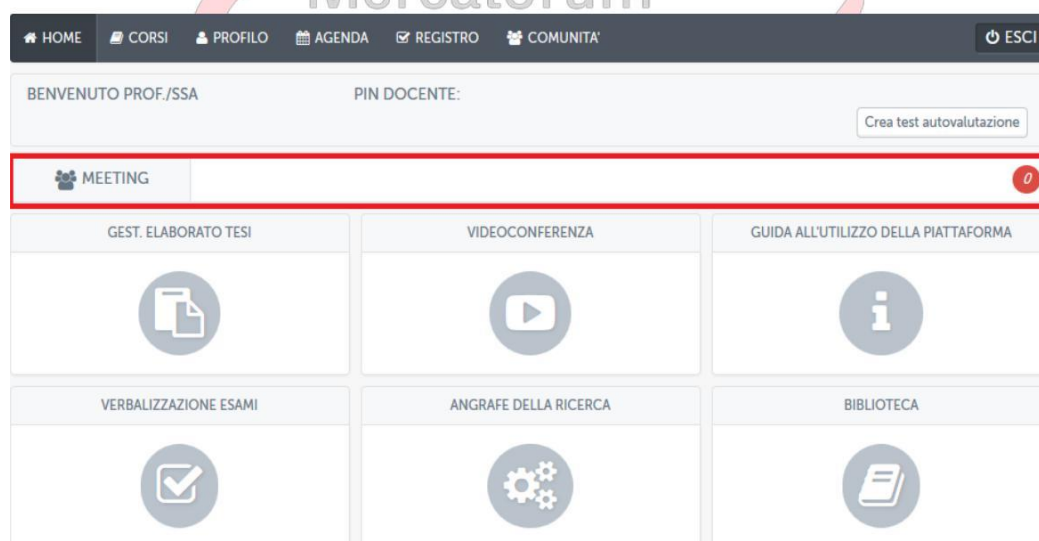 Mercatorum
HOME CORSI PROFILO AGENDA REGISTRO COMUNITA' ESCI
BENVENUTO PROF./SSA PIN DOCENTE:
Crea test autovalutazione
MEETING 0
GEST. ELABORATO TESI VIDEOCONFERENZA GUIDA ALL'UTILIZZO DELLA PIATTAFORMA
VERBALIZZAZIONE ESAMI ANGRAFE DELLA RICERCA BIBLIOTECA